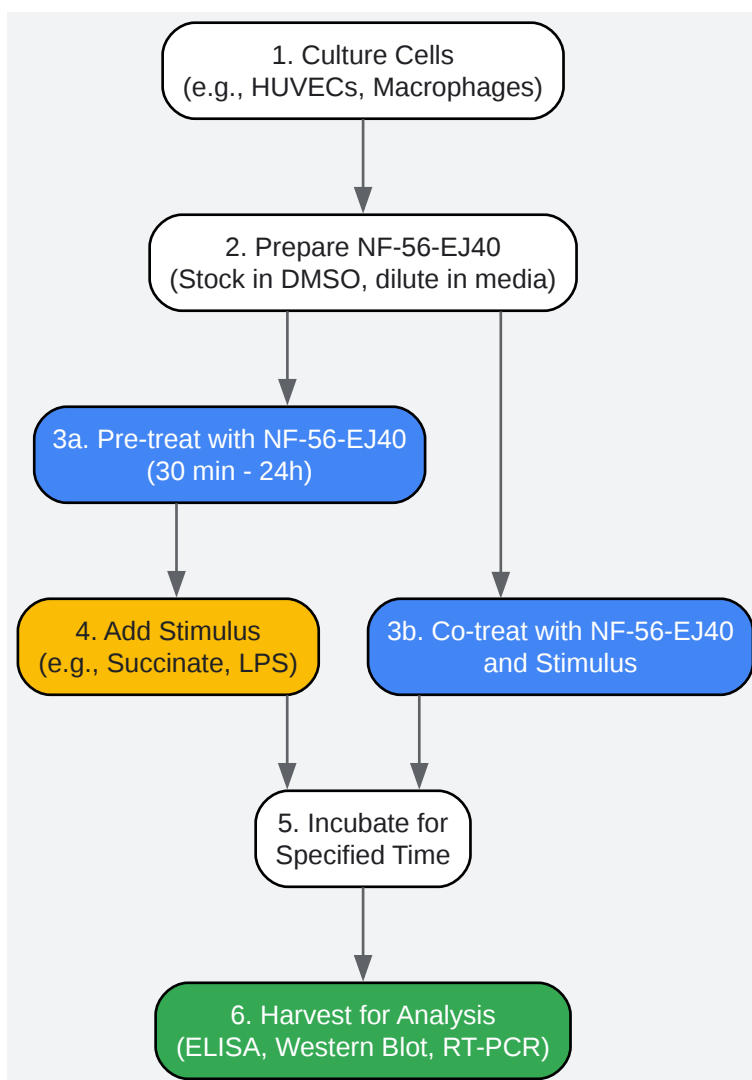 1. Culture Cells
(e.g., HUVECs, Macrophages)
2. Prepare NF-56-EJ40
(Stock in DMSO, dilute in media)
3a. Pre-treat with NF-56-EJ40
(30 min - 24h)
4. Add Stimulus
(e.g., Succinate, LPS)
3b. Co-treat with NF-56-EJ40
and Stimulus
5. Incubate for
Specified Time
6. Harvest for Analysis
(ELISA, Western Blot, RT-PCR)